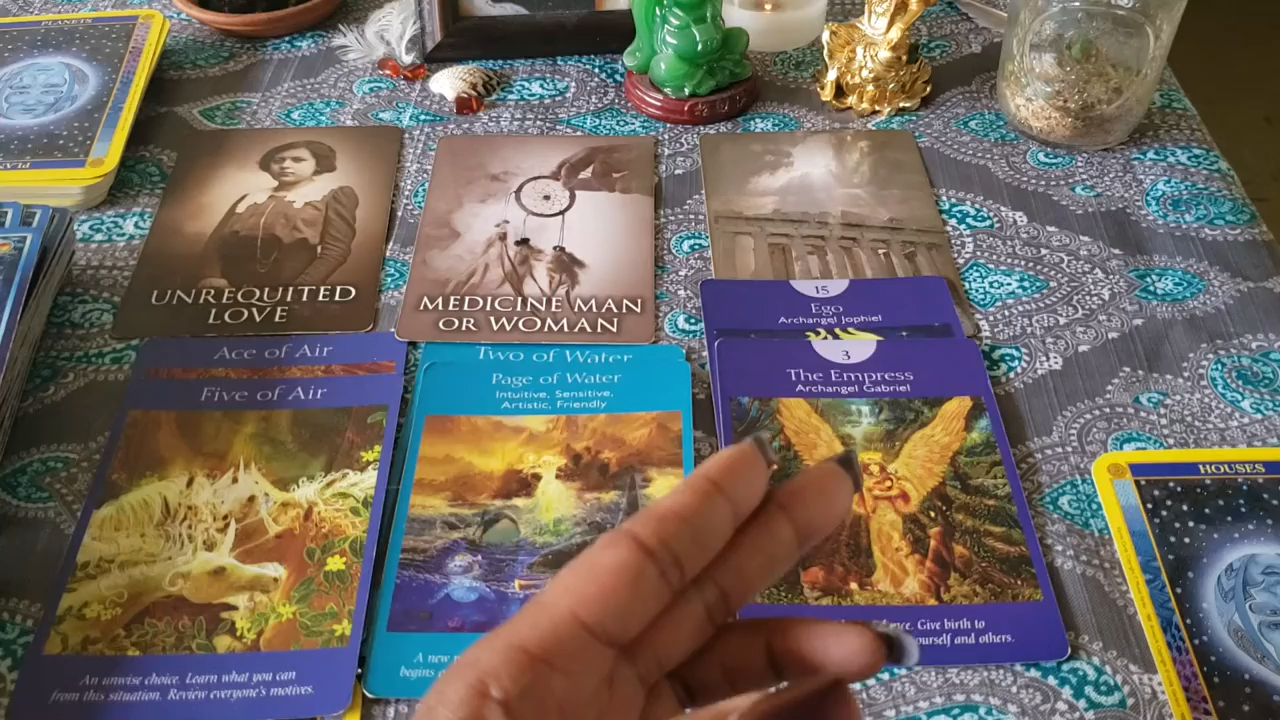 PLANETS
UNREQUITED
LOVE
MEDICINE MAN
OR WOMAN
15
Ego
Archangel Jophiel
Ace of Air
Five of Air
An unwise choice. Learn what you can
from this situation. Review everyone's motives.
Two of Water
Page of Water
Intuitive, Sensitive,
Artistic, Friendly
A new
begins
3
The Empress
Archangel Gabriel
Give birth to
yourself and others.
HOUSES